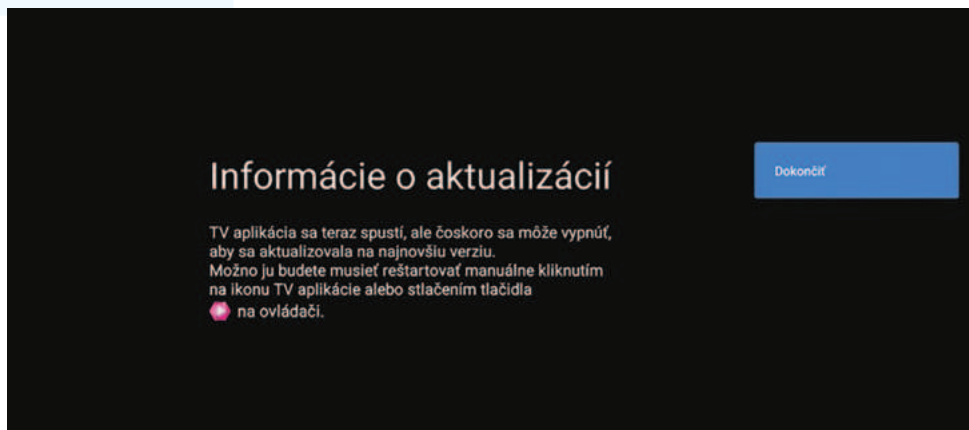 Informácie o aktualizácií
Dokončiť
TV aplikácia sa teraz spustí, ale čoskoro sa môže vypnúť,
aby sa aktualizovala na najnovšiu verziu.
Možno ju budete musieť reštartovať manuálne kliknutím
na ikonu TV aplikácie alebo stlačením tlačidla
na ovládači.